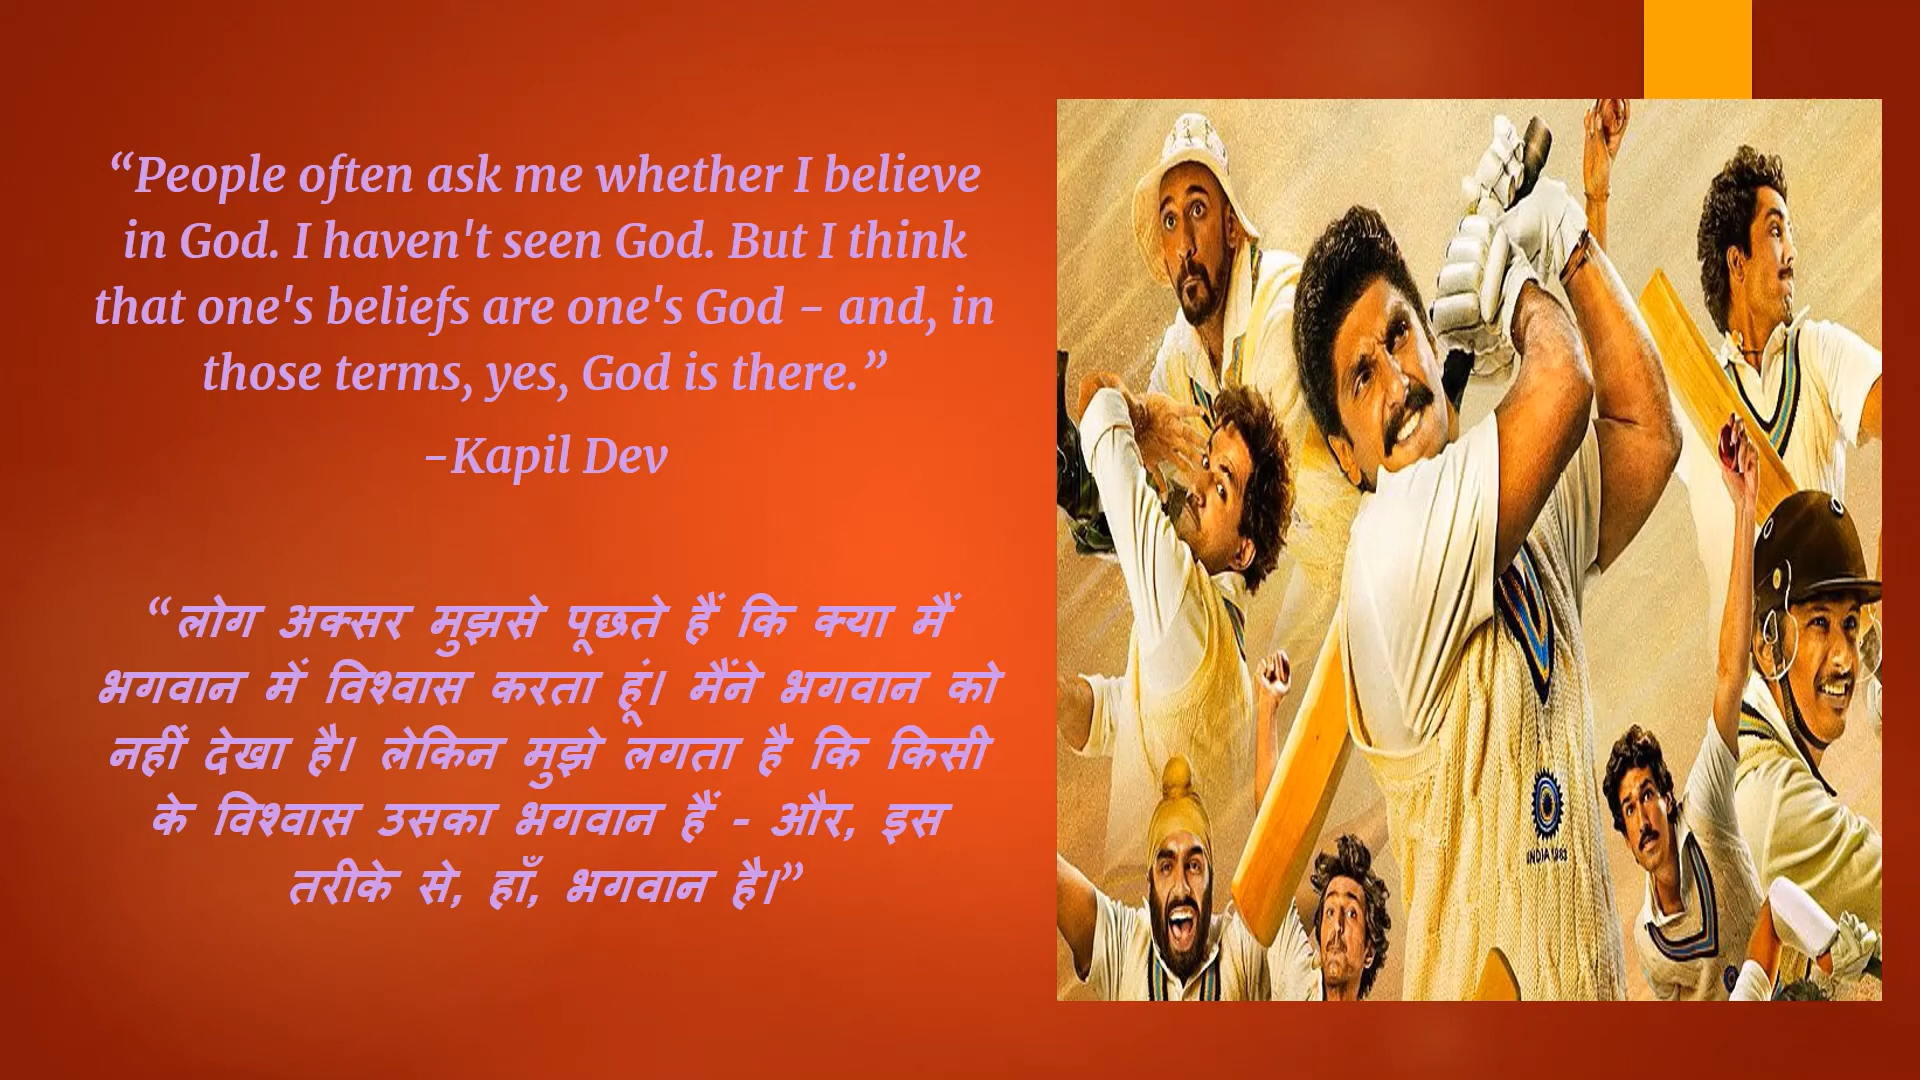 “People often ask me whether I believe
in God. I haven't seen God. But I think
that one's beliefs are one's God – and, in
those terms, yes, God is there.”
–Kapil Dev
“लोग अक्सर मुझसे पूछते हैं कि क्या मैं
भगवान में विश्वास करता हूं। मैंने भगवान को
नहीं देखा है। लेकिन मुझे लगता है कि किसी
के विश्वास उसका भगवान हैं - और, इस
तरीके से, हाँ, भगवान है।”
INDIA 1983